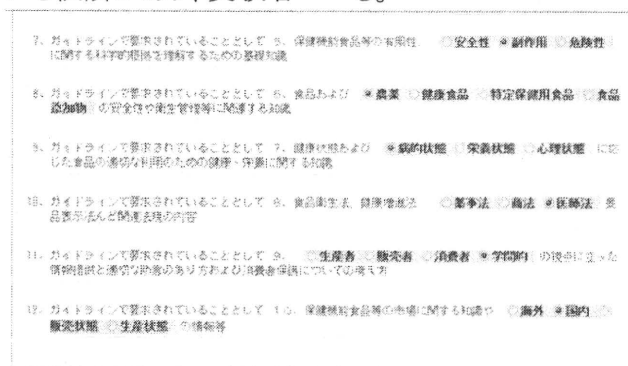 7. ガイドラインで要求されていることとして 5. 保健機能食品等の有用性 ○安全性 ◉副作用 ○危険性
に関する科学的根拠を理解するための基礎知識
8. ガイドラインで要求されていることとして 6. 食品および ◉農薬 ○健康食品 ○特定保健用食品 ○食品
添加物 の安全性や衛生管理等に関連する知識
9. ガイドラインで要求されていることとして 7. 健康状態および ◉病的状態 ○栄養状態 ○心理状態 に応
じた食品の適切な利用のための健康・栄養に関する知識
10. ガイドラインで要求されていることとして 8. 食品衛生法 健康増進法 ○薬事法 ○商法 ◉医師法 食
品表示法など関連法規の内容
11. ガイドラインで要求されていることとして 9. ○生産者 ○販売者 ○消費者 ◉学問的 の視点に立った
情報提供と適切な助言のあり方および消費者保護についての考え方
12. ガイドラインで要求されていることとして 10. 保健機能食品等の市場に関する知識や ○海外 ◉国内 ○
販売状態 ○生産状態 の情報等